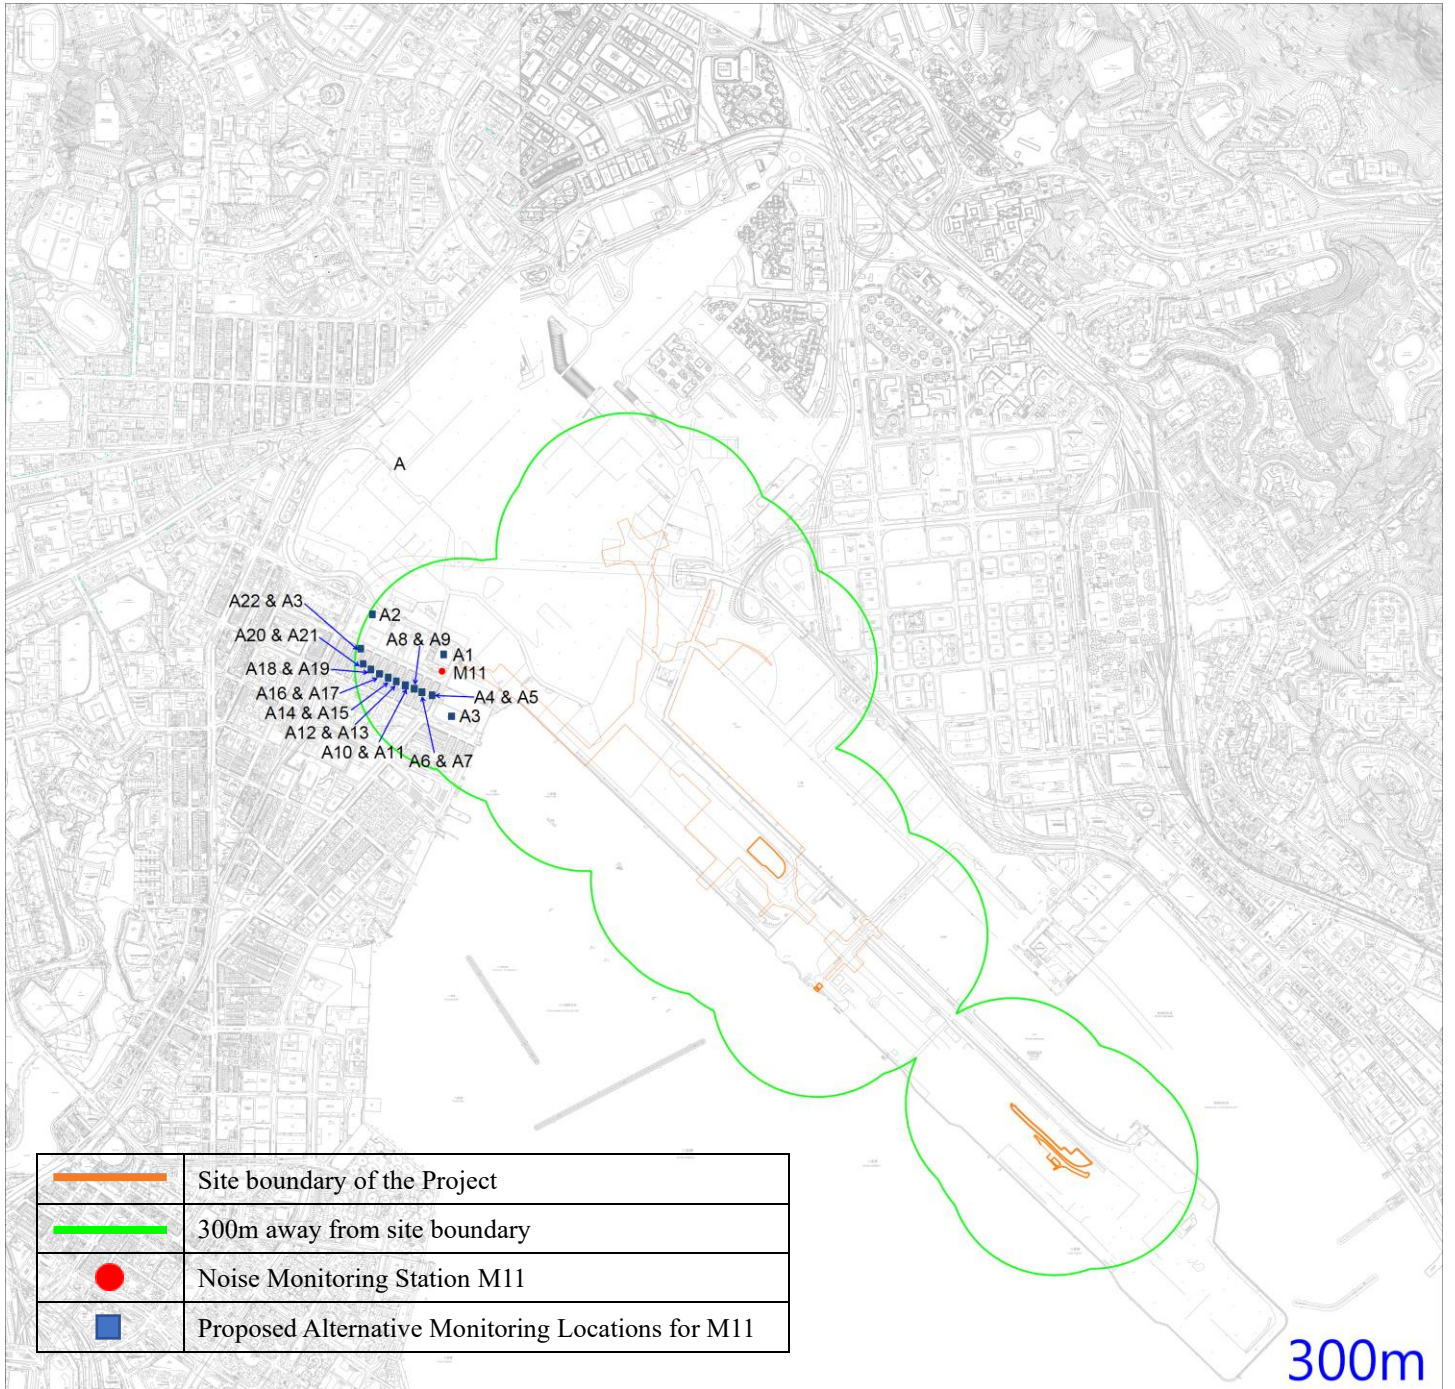 A
A22 & A3
A2
A20 & A21
A8 & A9
A1
A18 & A19
M11
A16 & A17
A4 & A5
A14 & A15
A3
A12 & A13
A10 & A11
A6 & A7
Site boundary of the Project
300m away from site boundary
Noise Monitoring Station M11
Proposed Alternative Monitoring Locations for M11
300m